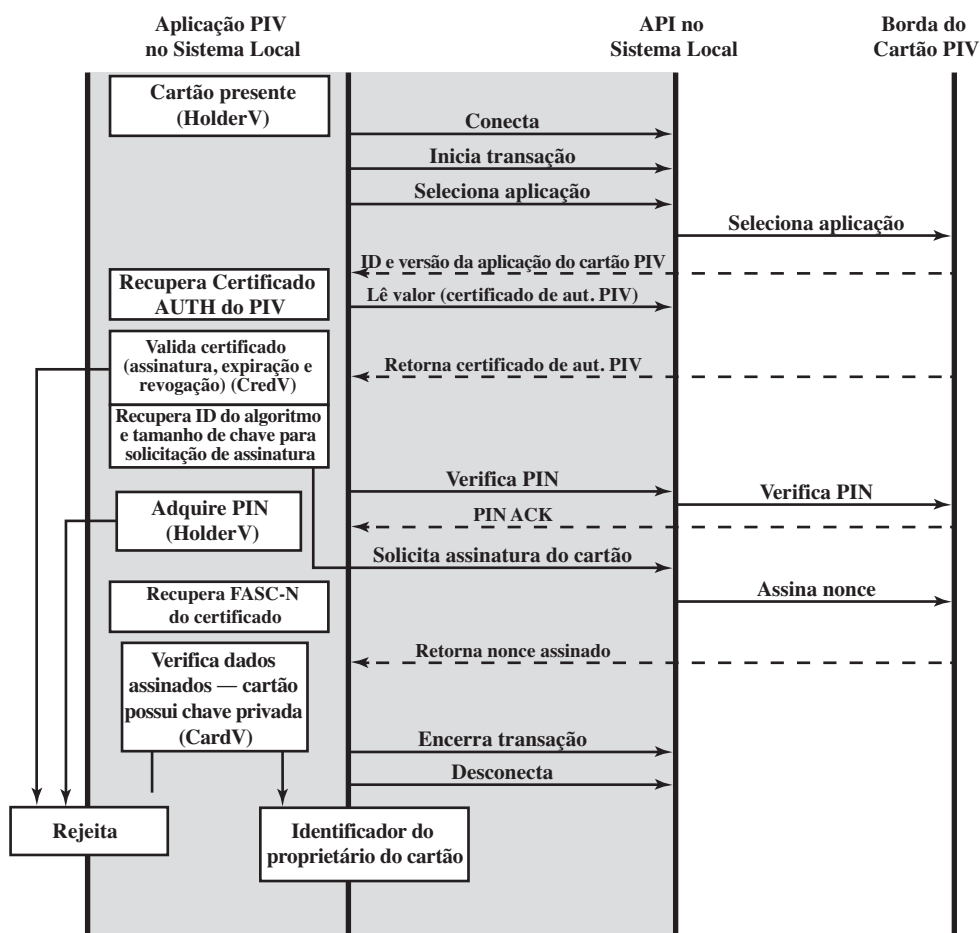 Aplicação PIV
no Sistema Local
API no
Sistema Local
Borda do
Cartão PIV
Cartão presente
(HolderV)
Conecta
Inicia transação
Seleciona aplicação
Seleciona aplicação
ID e versão da aplicação do cartão PIV
Recupera Certificado
AUTH do PIV
Lê valor (certificado de aut. PIV)
Valida certificado
(assinatura, expiração e
revogação) (CredV)
Retorna certificado de aut. PIV
Recupera ID do algoritmo
e tamanho de chave para
solicitação de assinatura
Verifica PIN
Verifica PIN
Adquire PIN
(HolderV)
PIN ACK
Solicita assinatura do cartão
Recupera FASC-N
do certificado
Assina nonce
Retorna nonce assinado
Verifica dados
assinados — cartão
possui chave privada
(CardV)
Encerra transação
Desconecta
Rejeita
Identificador do
proprietário do cartão